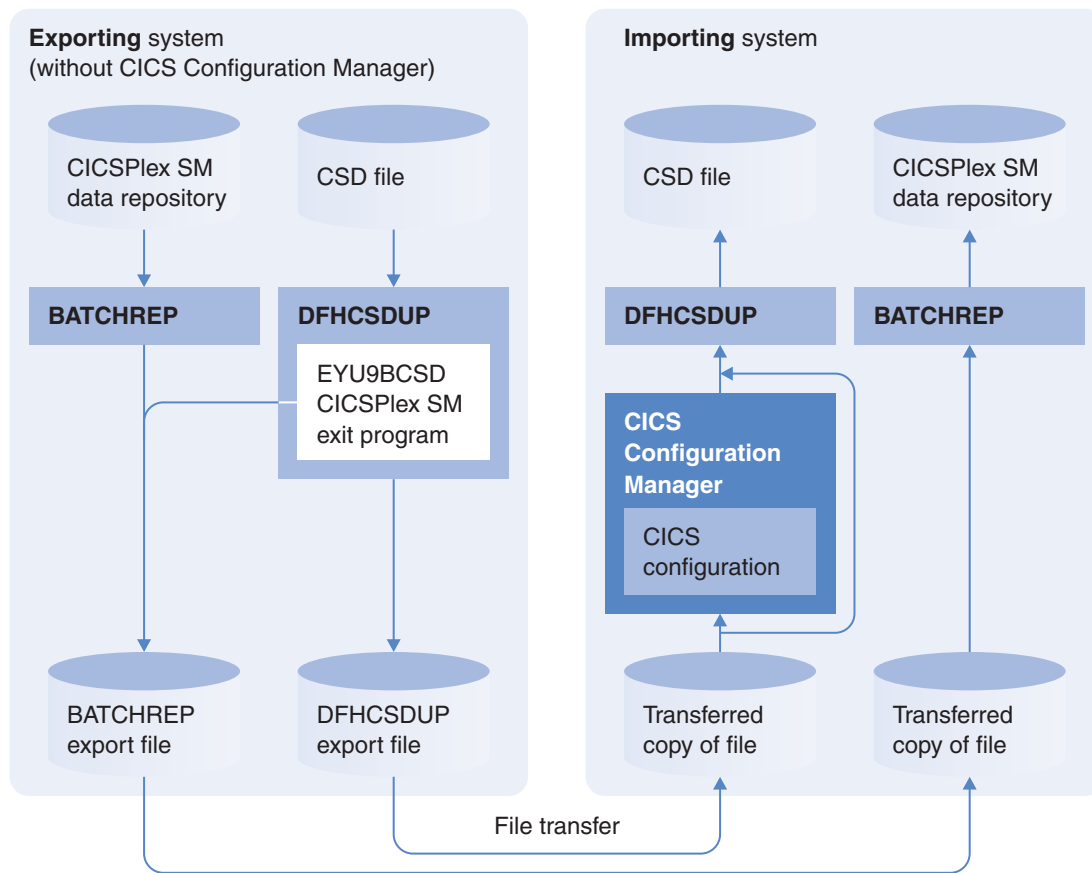 Exporting system
(without CICS Configuration Manager)
CICSPlex SM
data repository
CSD file
BATCHREP
DFHCSDUP
EYU9BCSD
CICSPlex SM
exit program
BATCHREP
export file
DFHCSDUP
export file
Importing system
CSD file
CICSPlex SM
data repository
DFHCSDUP
BATCHREP
CICS
Configuration
Manager
CICS
configuration
Transferred
copy of file
Transferred
copy of file
File transfer